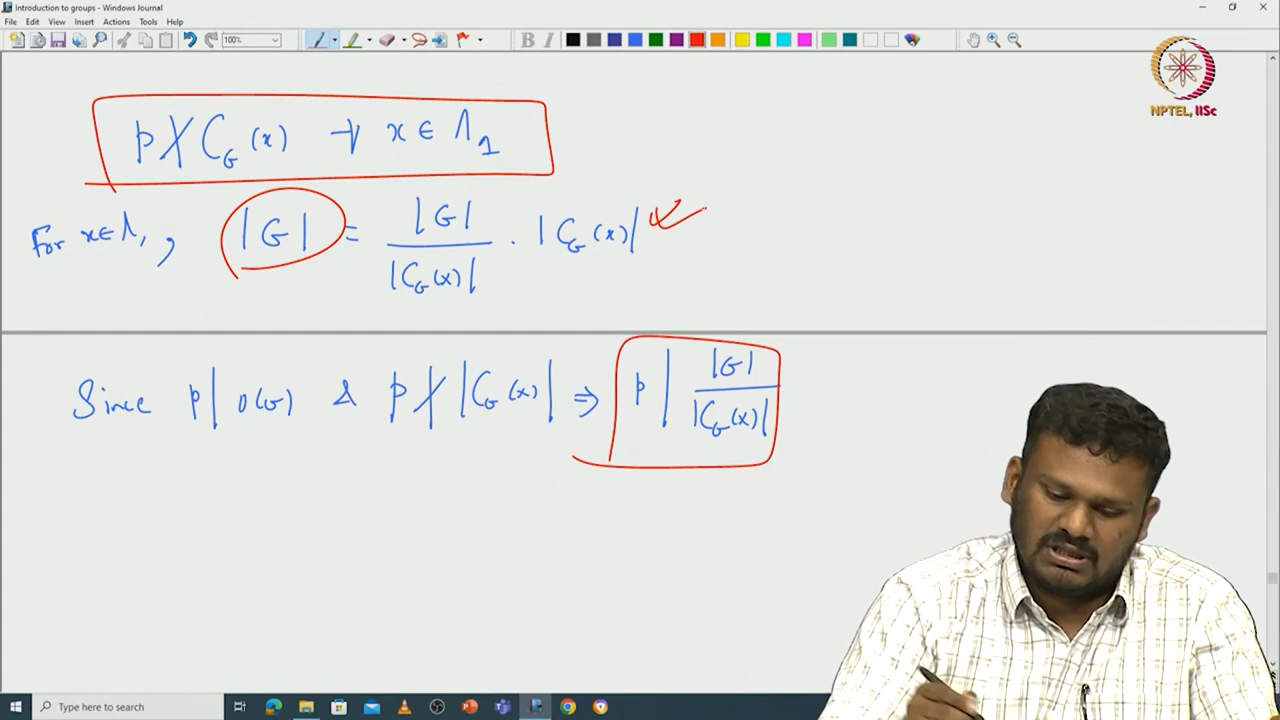 Introduction to groups - Windows Journal
File Edit View Insert Actions Tools Help
100%
B I
NPTEL, IISc
p ∤ C_G(x) ∀ x ∈ Λ_1
For x ∈ Λ_1, |G| = |G| / |C_G(x)| · |C_G(x)|
Since p | o(G) & p ∤ |C_G(x)| ⇒ p | |G| / |C_G(x)|
Type here to search